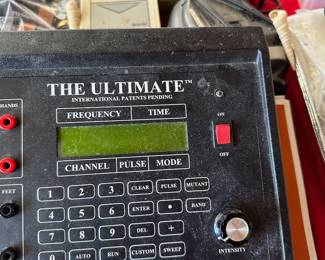 THE ULTIMATE™
INTERNATIONAL PATENTS PENDING
FREQUENCY TIME
HANDS
ON
OFF
CHANNEL PULSE MODE
FEET
1 2 3 CLEAR PULSE MUTANT
4 5 6 ENTER • BAND
7 8 9 DEL +
0 AUTO RUN CUSTOM SWEEP
INTENSITY